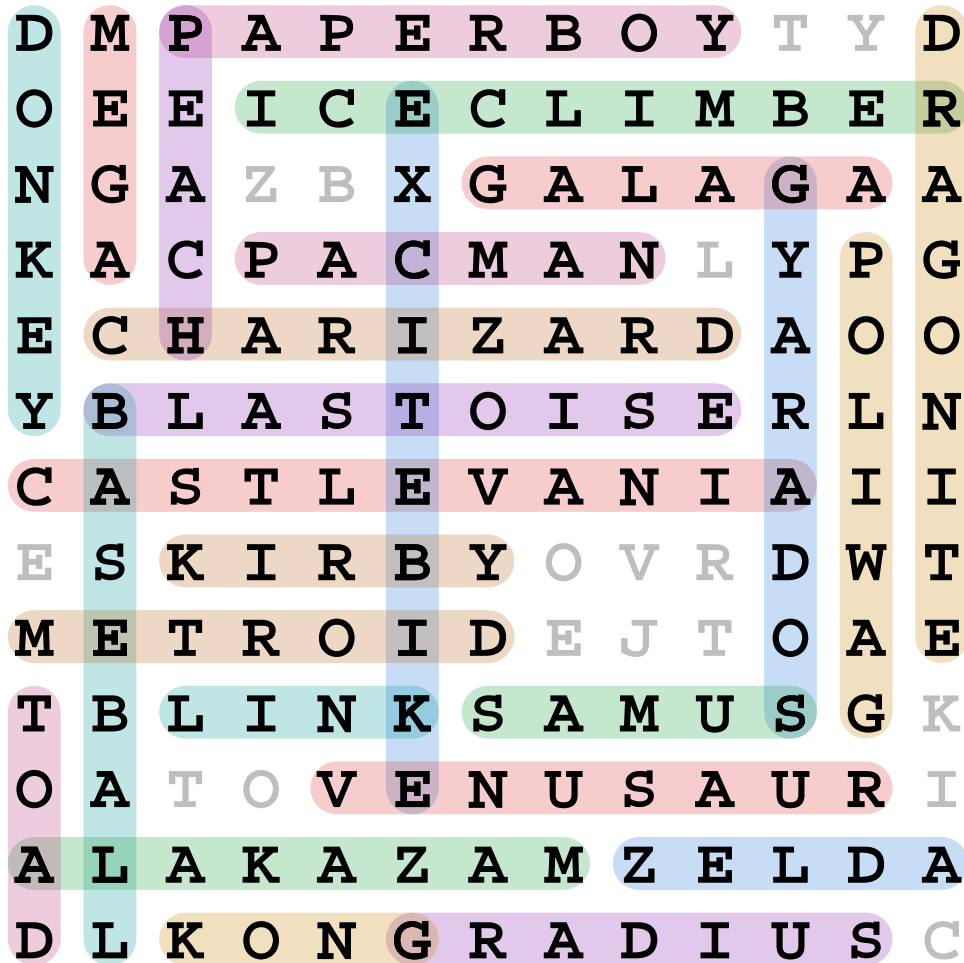 D M P A P E R B O Y T Y D
O E E I C E C L I M B E R
N G A Z B X G A L A G A A
K A C P A C M A N L Y P G
E C H A R I Z A R D A O O
Y B L A S T O I S E R L N
C A S T L E V A N I A I I
E S K I R B Y O V R D W T
M E T R O I D E J T O A E
T B L I N K S A M U S G K
O A T O V E N U S A U R I
A L A K A Z A M Z E L D A
D L K O N G R A D I U S C